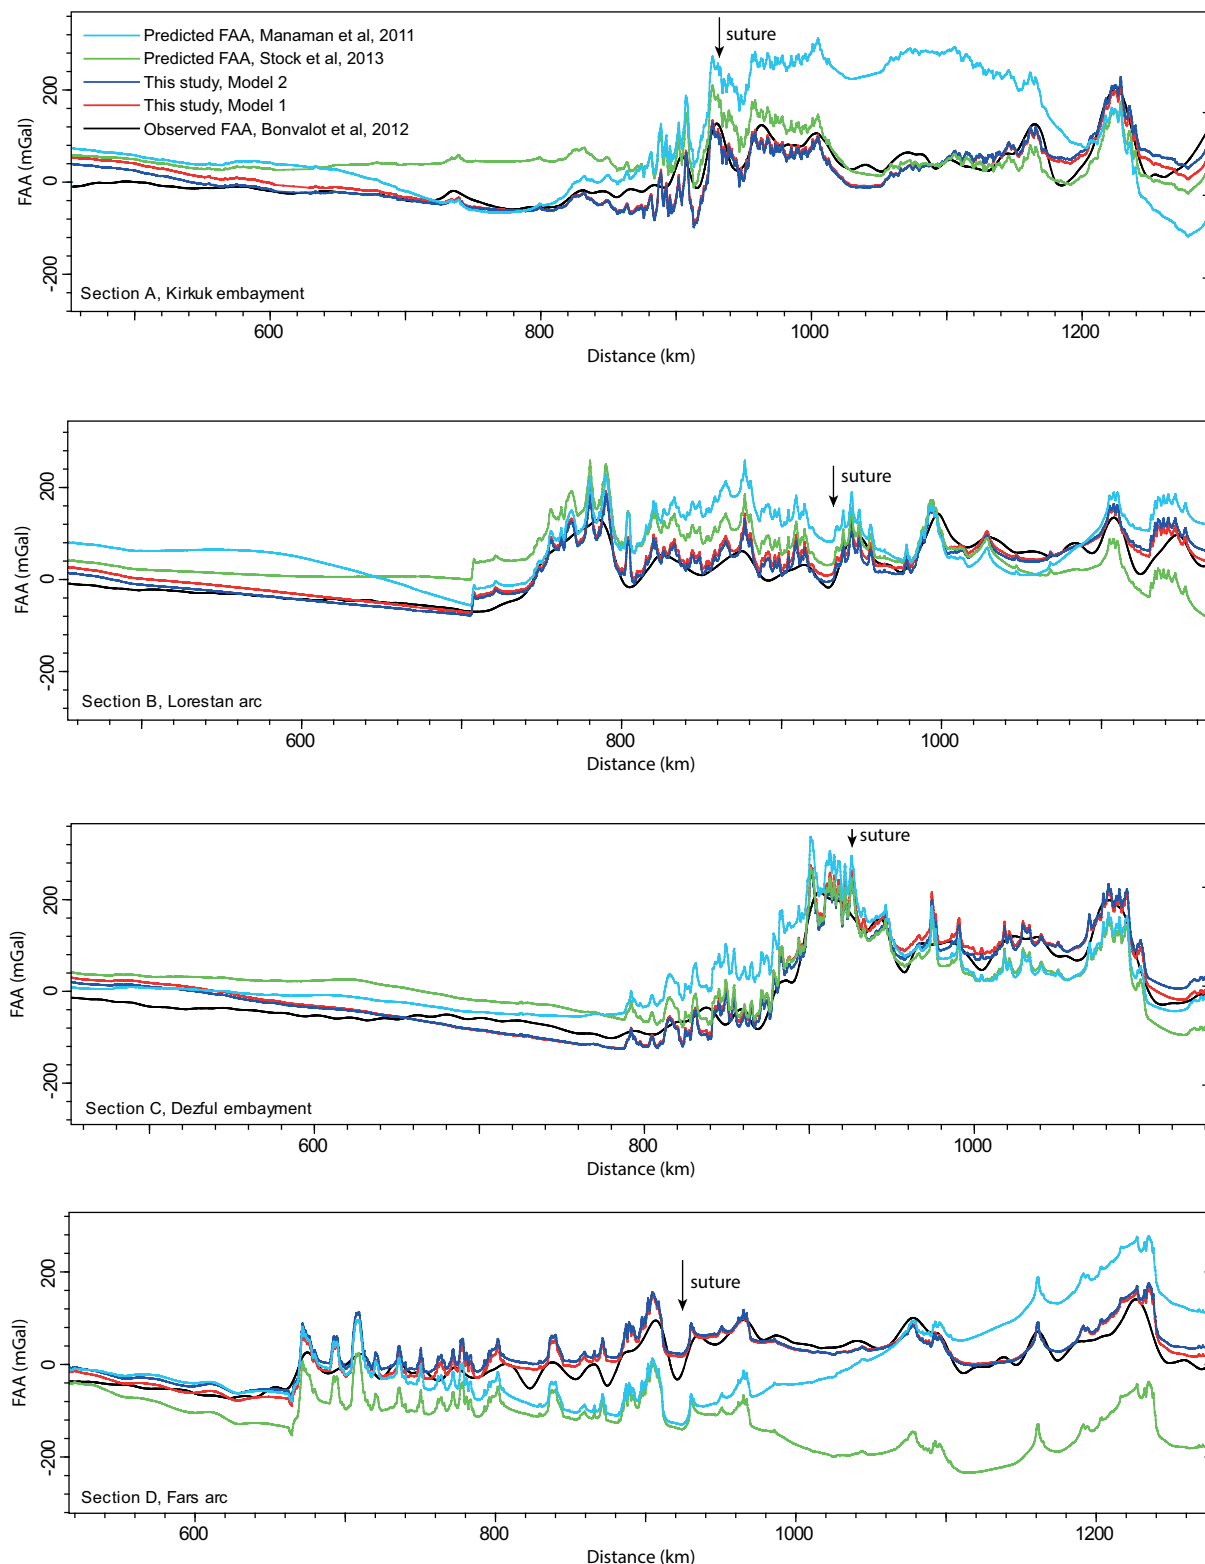 Predicted FAA, Manaman et al, 2011
Predicted FAA, Stock et al, 2013
This study, Model 2
This study, Model 1
Observed FAA, Bonvalot et al, 2012
suture
FAA (mGal)
200
0
-200
Section A, Kirkuk embayment
600
800
1000
1200
Distance (km)
suture
FAA (mGal)
200
0
-200
Section B, Lorestan arc
600
800
1000
Distance (km)
suture
FAA (mGal)
200
0
-200
Section C, Dezful embayment
600
800
1000
Distance (km)
suture
FAA (mGal)
200
0
-200
Section D, Fars arc
600
800
1000
1200
Distance (km)